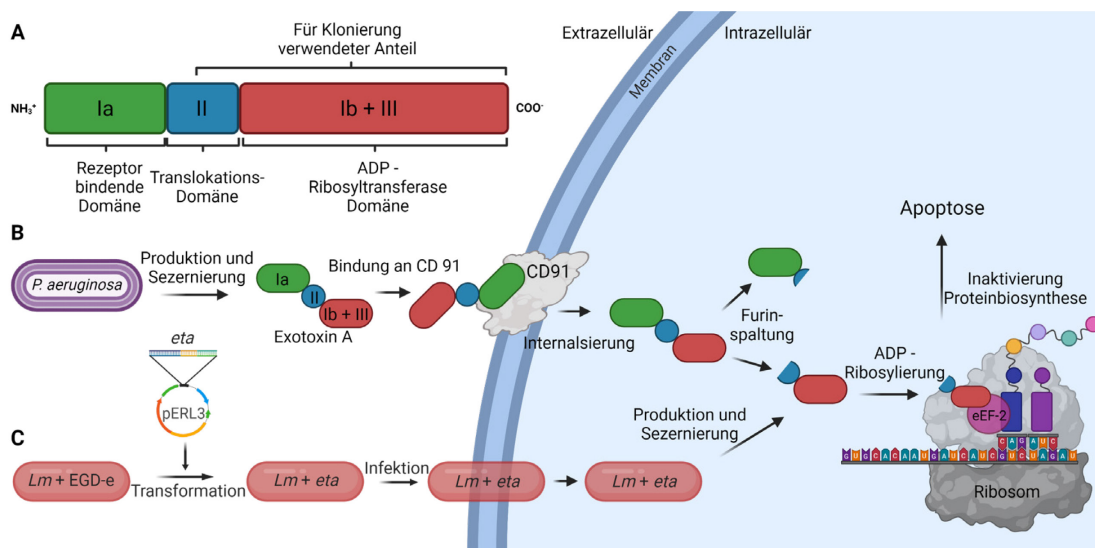 A
Für Klonierung
verwendeter Anteil
Extrazellulär
Membran
Intrazellulär
NH₃⁺
Ia
II
Ib + III
COO⁻
Rezeptor
bindende
Domäne
Translokations-
Domäne
ADP -
Ribosyltransferase
Domäne
B
P. aeruginosa
Produktion und
Sezernierung
Ia
II
Ib + III
Exotoxin A
Bindung an CD 91
CD91
Internalsierung
Furin-
spaltung
ADP -
Ribosylierung
Apoptose
Inaktivierung
Proteinbiosynthese
eEF-2
C A G A U C
G U G C A C A A U G A U C A U C G U C U A G A U
Ribosom
eta
pERL3
C
Lm + EGD-e
Transformation
Lm + eta
Infektion
Lm + eta
Lm + eta
Produktion und
Sezernierung